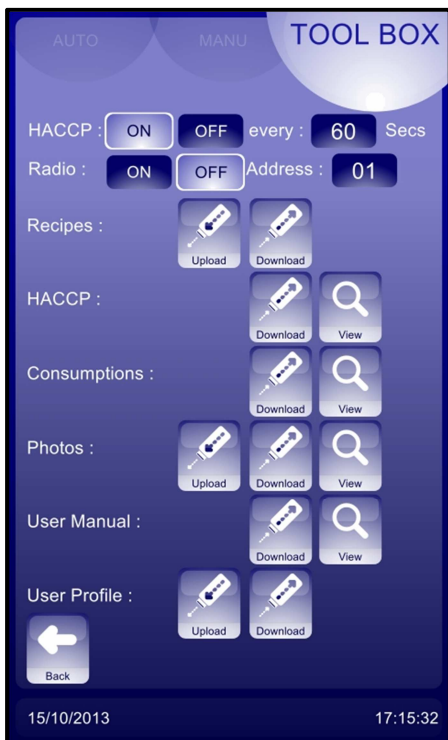 AUTO MANU TOOL BOX
HACCP : ON OFF every : 60 Secs
Radio : ON OFF Address : 01
Recipes :
Upload Download
HACCP :
Download View
Consumptions :
Download View
Photos :
Upload Download View
User Manual :
Download View
User Profile :
Upload Download
Back
15/10/2013 17:15:32